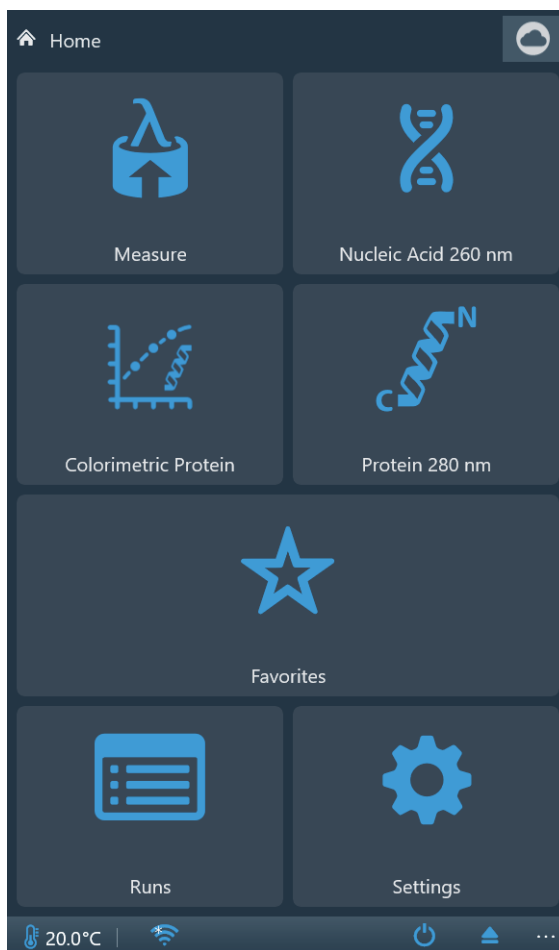 Home
λ
Measure
Nucleic Acid 260 nm
Colorimetric Protein
N
C
Protein 280 nm
Favorites
Runs
Settings
20.0°C
...